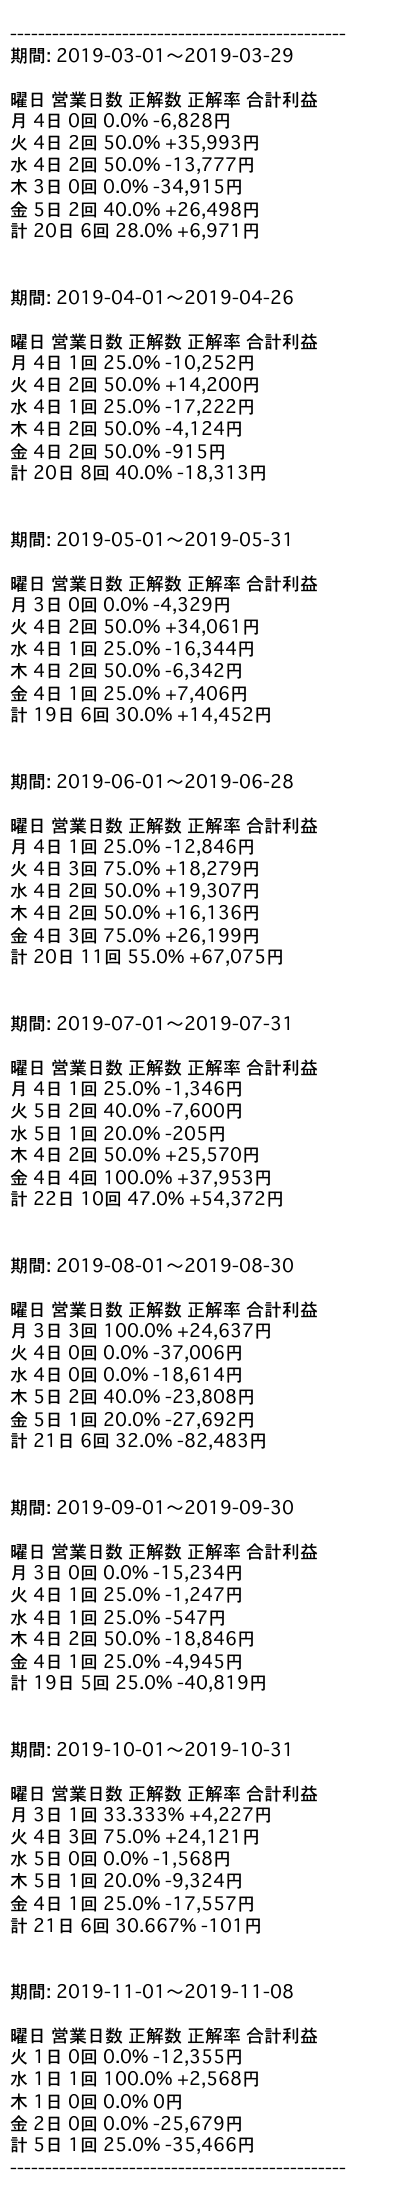 ------------------------------------------------
期間: 2019-03-01〜2019-03-29
曜日 営業日数 正解数 正解率 合計利益
月 4日 0回 0.0% -6,828円
火 4日 2回 50.0% +35,993円
水 4日 2回 50.0% -13,777円
木 3日 0回 0.0% -34,915円
金 5日 2回 40.0% +26,498円
計 20日 6回 28.0% +6,971円
期間: 2019-04-01〜2019-04-26
曜日 営業日数 正解数 正解率 合計利益
月 4日 1回 25.0% -10,252円
火 4日 2回 50.0% +14,200円
水 4日 1回 25.0% -17,222円
木 4日 2回 50.0% -4,124円
金 4日 2回 50.0% -915円
計 20日 8回 40.0% -18,313円
期間: 2019-05-01〜2019-05-31
曜日 営業日数 正解数 正解率 合計利益
月 3日 0回 0.0% -4,329円
火 4日 2回 50.0% +34,061円
水 4日 1回 25.0% -16,344円
木 4日 2回 50.0% -6,342円
金 4日 1回 25.0% +7,406円
計 19日 6回 30.0% +14,452円
期間: 2019-06-01〜2019-06-28
曜日 営業日数 正解数 正解率 合計利益
月 4日 1回 25.0% -12,846円
火 4日 3回 75.0% +18,279円
水 4日 2回 50.0% +19,307円
木 4日 2回 50.0% +16,136円
金 4日 3回 75.0% +26,199円
計 20日 11回 55.0% +67,075円
期間: 2019-07-01〜2019-07-31
曜日 営業日数 正解数 正解率 合計利益
月 4日 1回 25.0% -1,346円
火 5日 2回 40.0% -7,600円
水 5日 1回 20.0% -205円
木 4日 2回 50.0% +25,570円
金 4日 4回 100.0% +37,953円
計 22日 10回 47.0% +54,372円
期間: 2019-08-01〜2019-08-30
曜日 営業日数 正解数 正解率 合計利益
月 3日 3回 100.0% +24,637円
火 4日 0回 0.0% -37,006円
水 4日 0回 0.0% -18,614円
木 5日 2回 40.0% -23,808円
金 5日 1回 20.0% -27,692円
計 21日 6回 32.0% -82,483円
期間: 2019-09-01〜2019-09-30
曜日 営業日数 正解数 正解率 合計利益
月 3日 0回 0.0% -15,234円
火 4日 1回 25.0% -1,247円
水 4日 1回 25.0% -547円
木 4日 2回 50.0% -18,846円
金 4日 1回 25.0% -4,945円
計 19日 5回 25.0% -40,819円
期間: 2019-10-01〜2019-10-31
曜日 営業日数 正解数 正解率 合計利益
月 3日 1回 33.333% +4,227円
火 4日 3回 75.0% +24,121円
水 5日 0回 0.0% -1,568円
木 5日 1回 20.0% -9,324円
金 4日 1回 25.0% -17,557円
計 21日 6回 30.667% -101円
期間: 2019-11-01〜2019-11-08
曜日 営業日数 正解数 正解率 合計利益
火 1日 0回 0.0% -12,355円
水 1日 1回 100.0% +2,568円
木 1日 0回 0.0% 0円
金 2日 0回 0.0% -25,679円
計 5日 1回 25.0% -35,466円
------------------------------------------------